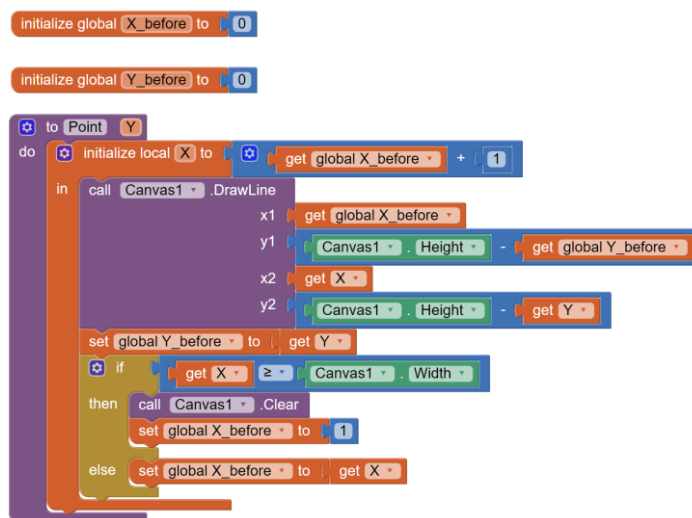 initialize global X_before to 0
initialize global Y_before to 0
to Point Y
do initialize local X to get global X_before + 1
in call Canvas1 .DrawLine
x1 get global X_before
y1 Canvas1 . Height - get global Y_before
x2 get X
y2 Canvas1 . Height - get Y
set global Y_before to get Y
if get X ≥ Canvas1 . Width
then call Canvas1 .Clear
set global X_before to 1
else set global X_before to get X